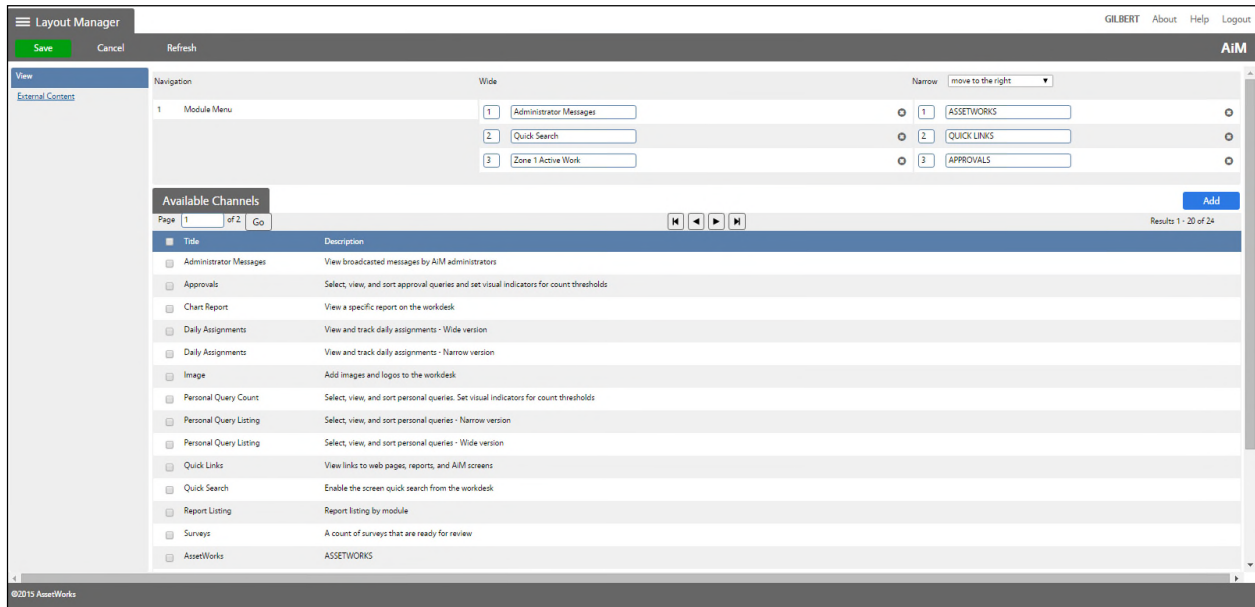 Layout Manager
GILBERT About Help Logout
Save Cancel Refresh
AiM
View
External Content
Navigation Wide Narrow move to the right
1 Module Menu 1 Administrator Messages 1 ASSETWORKS
2 Quick Search 2 QUICK LINKS
3 Zone 1 Active Work 3 APPROVALS
Available Channels
Add
Page 1 of 2 Go
Results 1 - 20 of 24
Title Description
Administrator Messages View broadcasted messages by AiM administrators
Approvals Select, view, and sort approval queries and set visual indicators for count thresholds
Chart Report View a specific report on the workdesk
Daily Assignments View and track daily assignments - Wide version
Daily Assignments View and track daily assignments - Narrow version
Image Add images and logos to the workdesk
Personal Query Count Select, view, and sort personal queries. Set visual indicators for count thresholds
Personal Query Listing Select, view, and sort personal queries - Narrow version
Personal Query Listing Select, view, and sort personal queries - Wide version
Quick Links View links to web pages, reports, and AiM screens
Quick Search Enable the screen quick search from the workdesk
Report Listing Report listing by module
Surveys A count of surveys that are ready for review
AssetWorks ASSETWORKS
©2015 AssetWorks